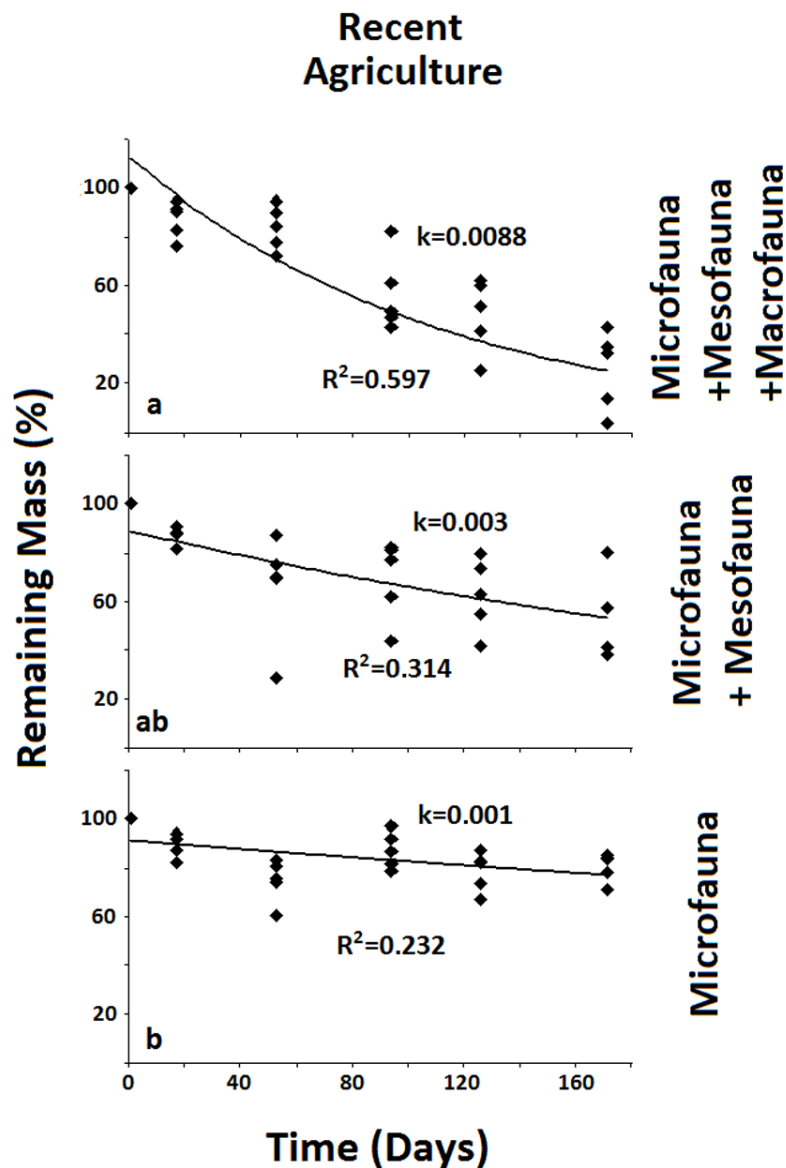 Recent
Agriculture
Remaining Mass (%)
100
60
20
k=0.0088
R²=0.597
a
Microfauna
+Mesofauna
+Macrofauna
100
60
20
k=0.003
R²=0.314
ab
Microfauna
+ Mesofauna
100
60
20
k=0.001
R²=0.232
b
Microfauna
0 40 80 120 160
Time (Days)